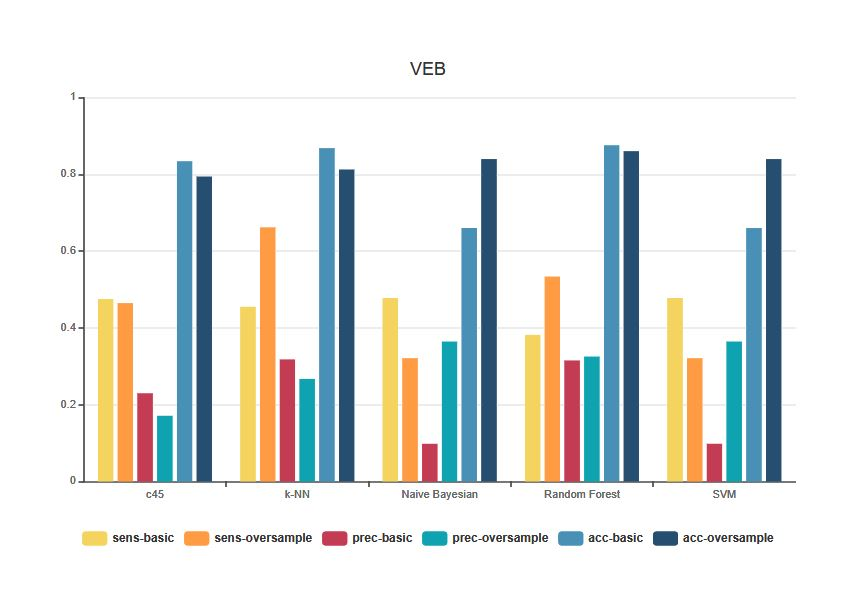 VEB
1
0.8
0.6
0.4
0.2
0
c45 k-NN Naive Bayesian Random Forest SVM
sens-basic sens-oversample prec-basic prec-oversample acc-basic acc-oversample